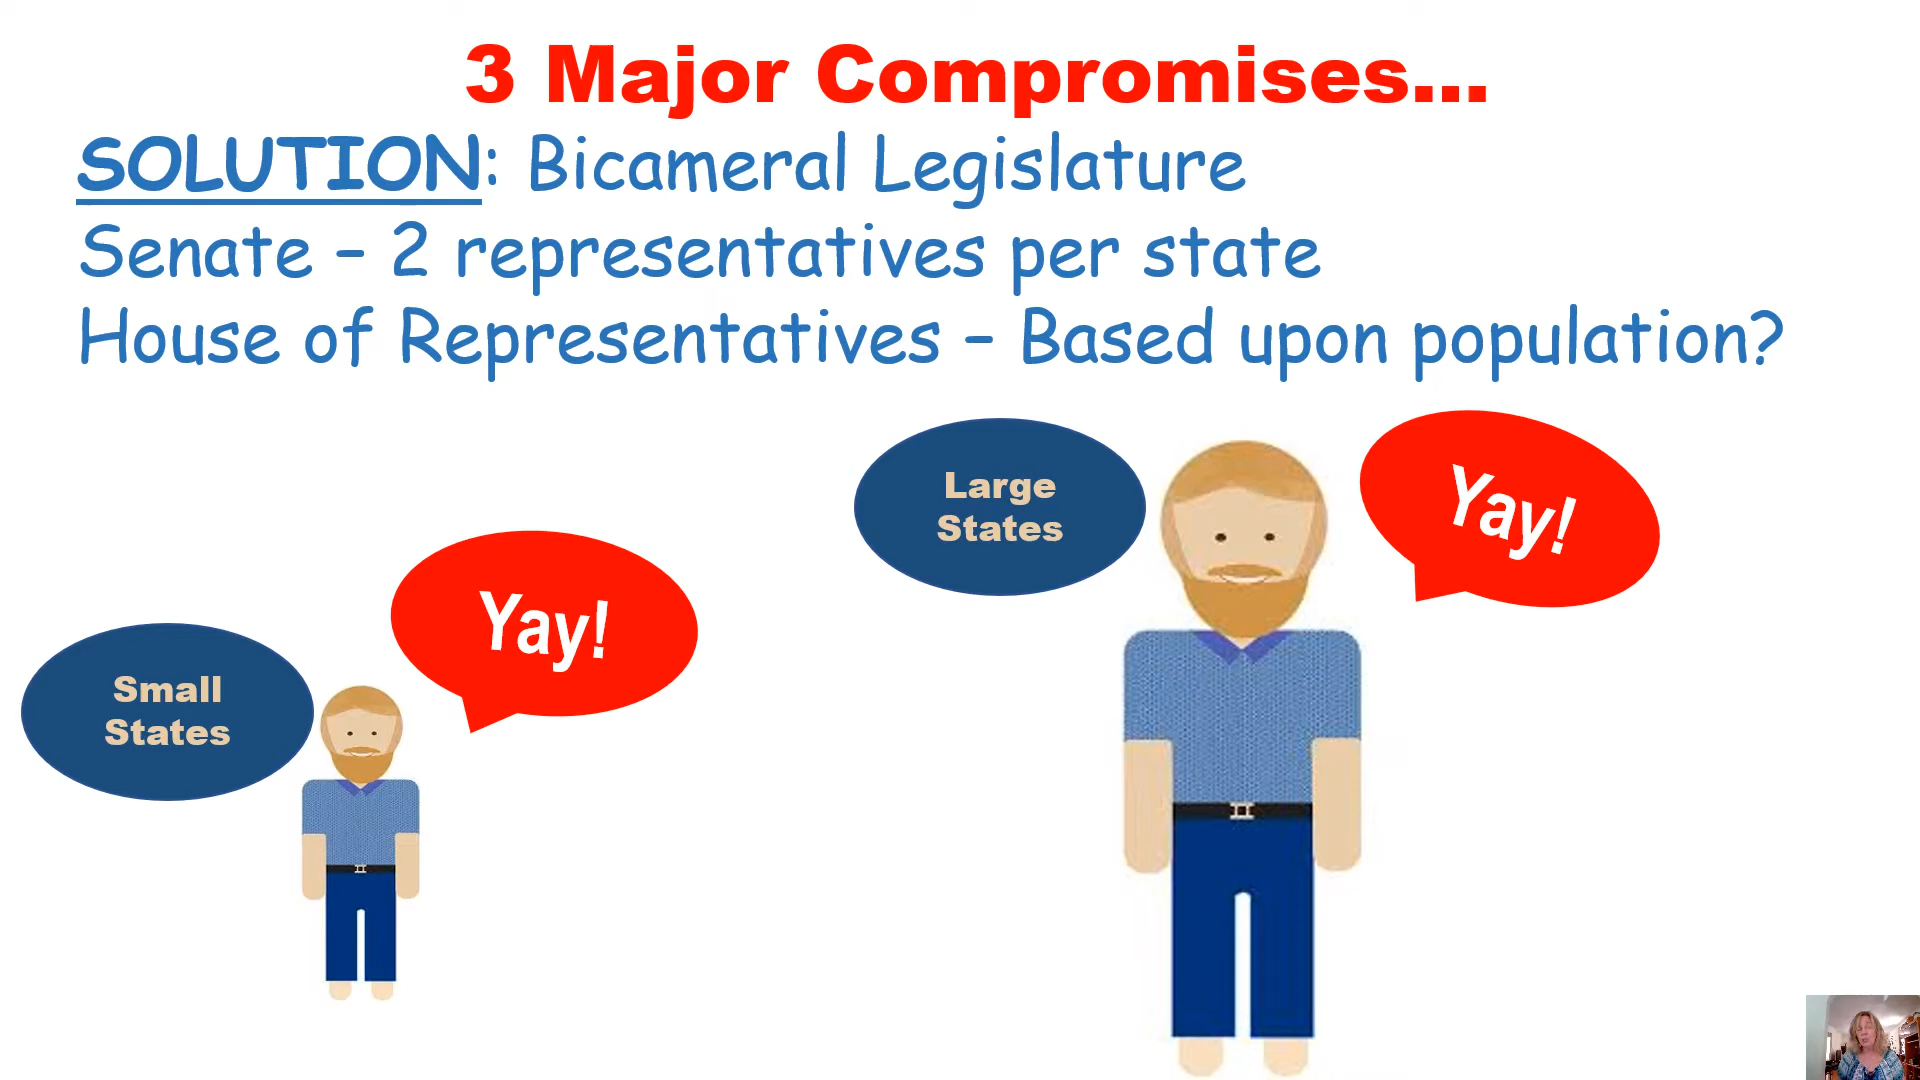 3 Major Compromises...
SOLUTION: Bicameral Legislature
Senate – 2 representatives per state
House of Representatives – Based upon population?
Large
States
Yay!
Yay!
Small
States